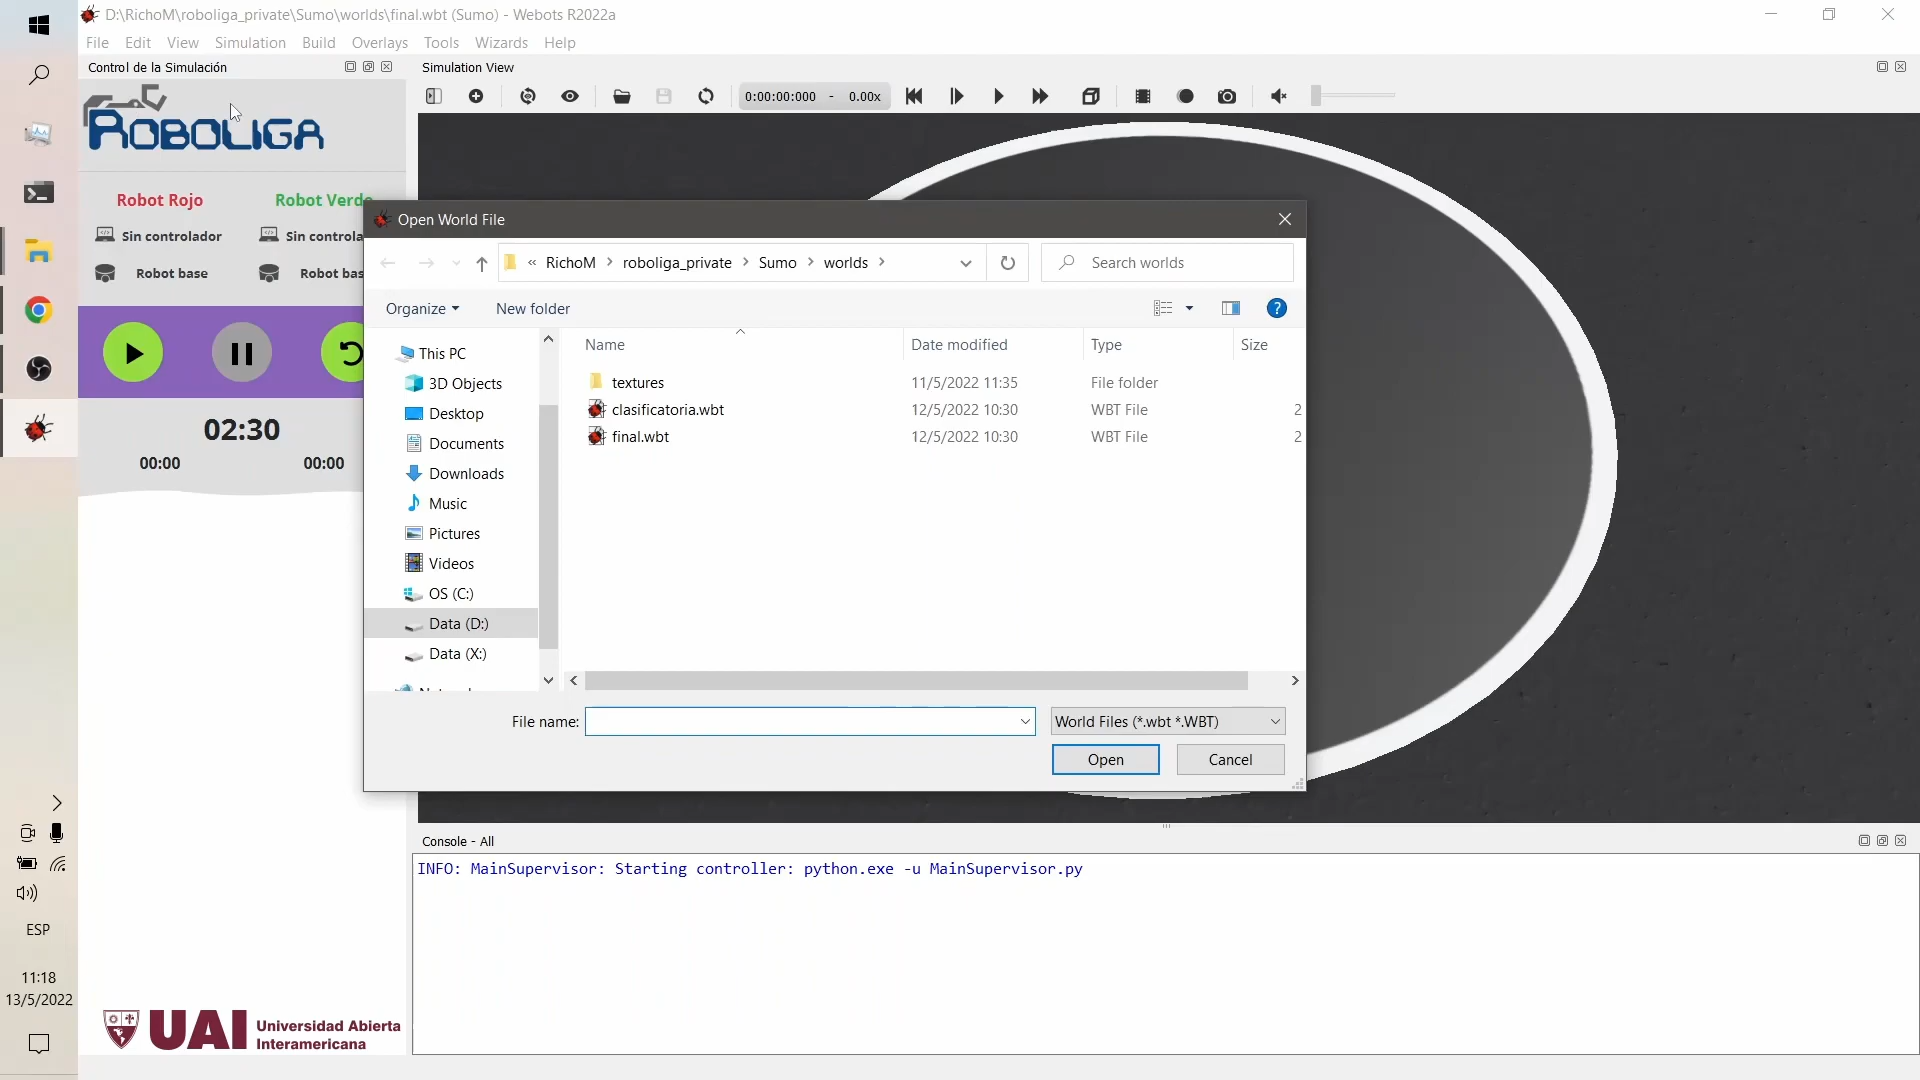 D:\RichoM\roboliga_private\Sumo\worlds\final.wbt (Sumo) - Webots R2022a
File Edit View Simulation Build Overlays Tools Wizards Help
Control de la Simulación
Simulation View
0:00:00:000 - 0.00x
ROBOLIGA
Robot Rojo
Robot Verde
Sin controlador
Sin controla
Robot base
Robot bas
02:30
00:00
00:00
Open World File
« RichoM > roboliga_private > Sumo > worlds >
Search worlds
Organize
New folder
This PC
3D Objects
Desktop
Documents
Downloads
Music
Pictures
Videos
OS (C:)
Data (D:)
Data (X:)
Name Date modified Type Size
textures 11/5/2022 11:35 File folder
clasificatoria.wbt 12/5/2022 10:30 WBT File 2
final.wbt 12/5/2022 10:30 WBT File 2
File name:
World Files (*.wbt *.WBT)
Open
Cancel
Console - All
INFO: MainSupervisor: Starting controller: python.exe -u MainSupervisor.py
UAI Universidad Abierta
Interamericana
ESP
11:18
13/5/2022